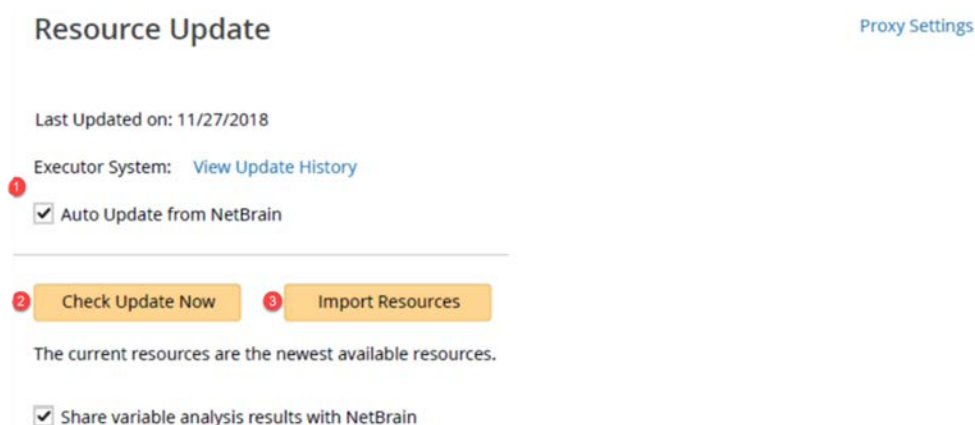 Resource Update
Proxy Settings
Last Updated on: 11/27/2018
Executor System: View Update History
1
Auto Update from NetBrain
2 Check Update Now 3 Import Resources
The current resources are the newest available resources.
Share variable analysis results with NetBrain